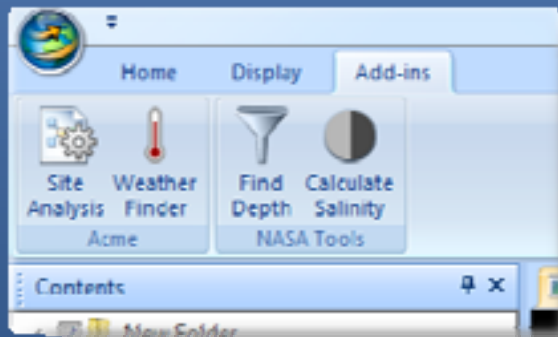 Home Display Add-ins
Site Weather Find Calculate
Analysis Finder Depth Salinity
Acme NASA Tools
Contents
New Folder